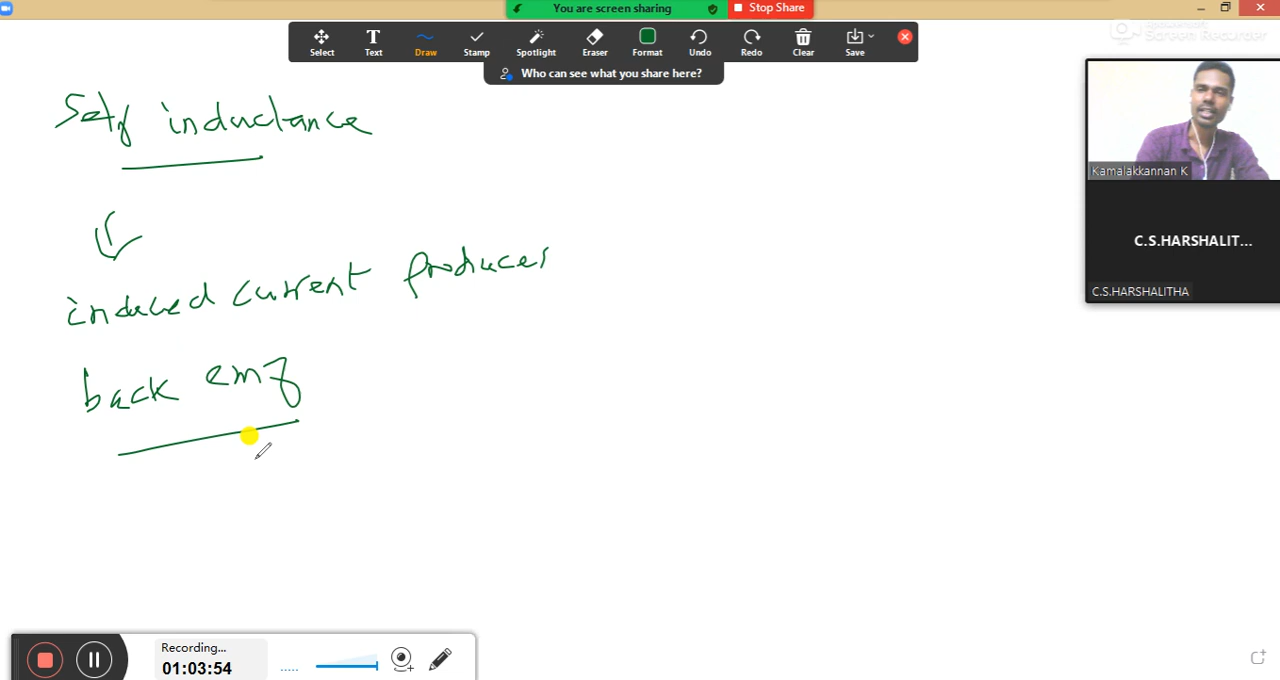 You are screen sharing
Stop Share
Select Text Draw Stamp Spotlight Eraser Format Undo Redo Clear Save
Who can see what you share here?
Screen Recorder
Self inductance
induced current produces
back emf
Kamalakkannan K
C.S.HARSHALIT...
C.S.HARSHALITHA
Recording...
01:03:54